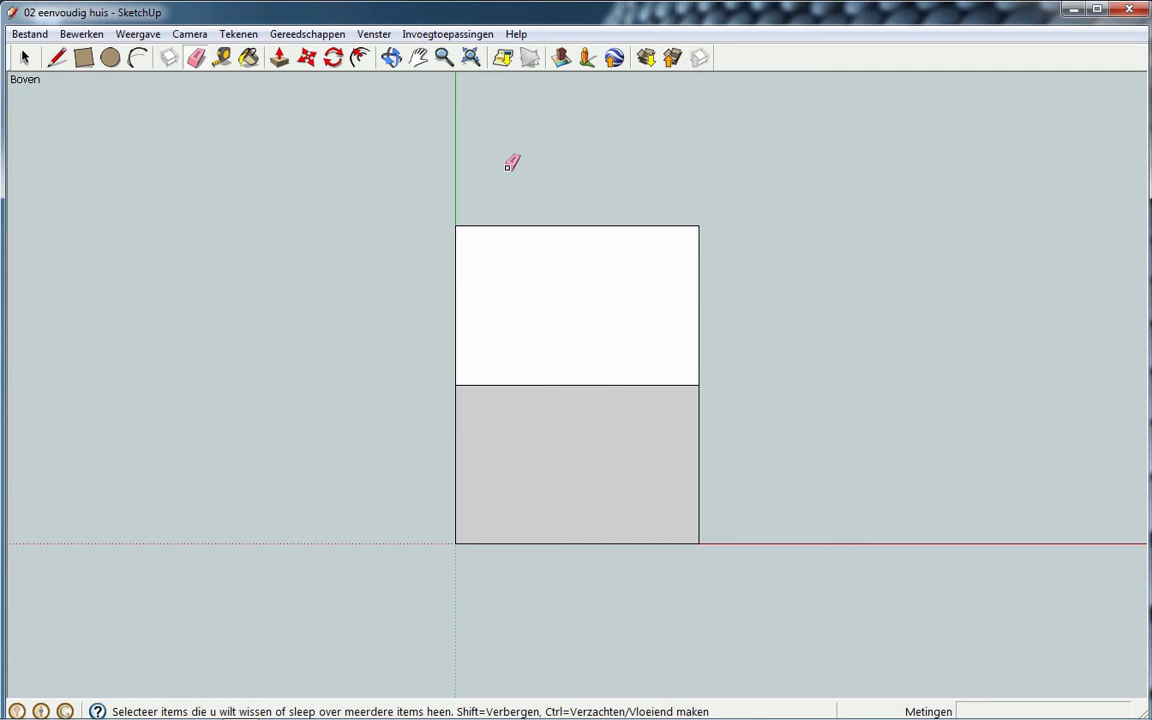 02 eenvoudig huis - SketchUp
Bestand Bewerken Weergave Camera Tekenen Gereedschappen Venster Invoegtoepassingen Help
Boven
Selecteer items die u wilt wissen of sleep over meerdere items heen. Shift=Verbergen, Ctrl=Verzachten/Vloeiend maken Metingen